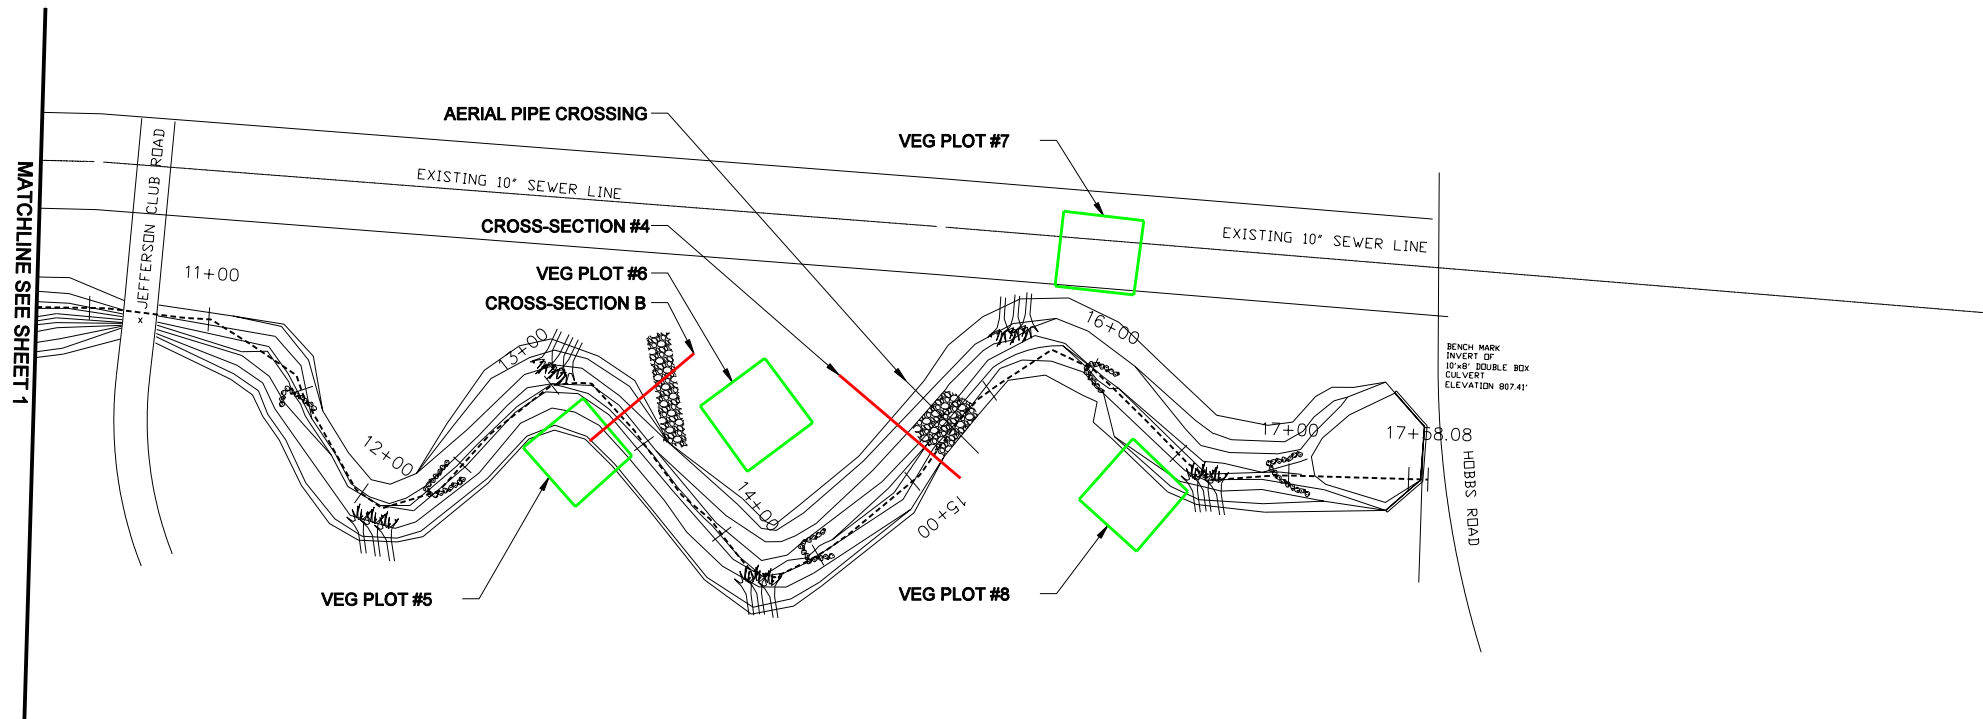 AERIAL PIPE CROSSING
VEG PLOT #7
EXISTING 10" SEWER LINE
CROSS-SECTION #4
EXISTING 10" SEWER LINE
MATCHLINE SEE SHEET 1
JEFFERSON CLUB ROAD
11+00
VEG PLOT #6
CROSS-SECTION B
13+00
16+00
BENCH MARK
INVERT OF
10'x8' DOUBLE BOX
CULVERT
ELEVATION 807.41'
12+00
17+00
17+58.08
HOBBS ROAD
14+00
15+00
VEG PLOT #5
VEG PLOT #8